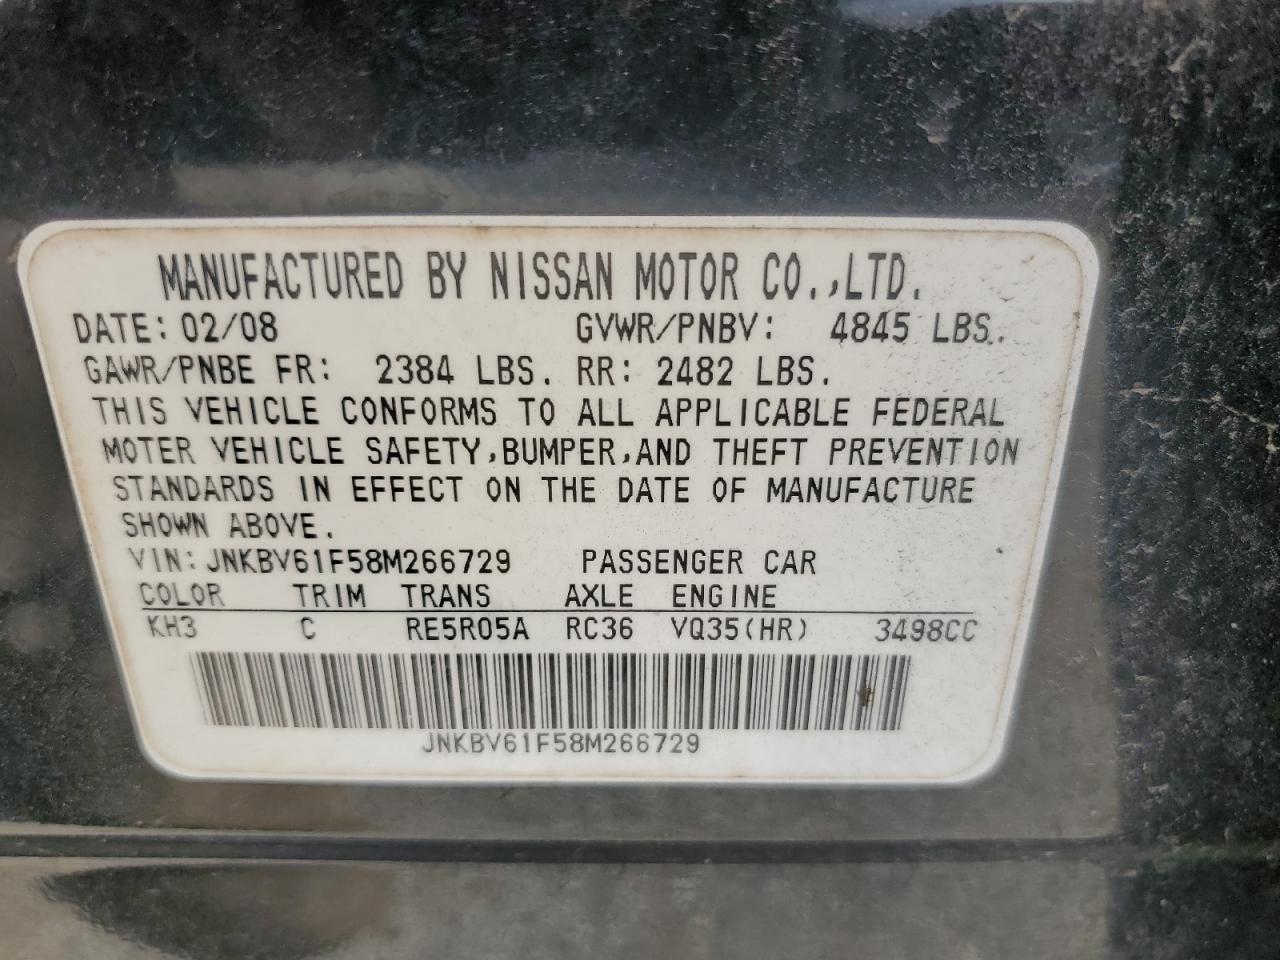 MANUFACTURED BY NISSAN MOTOR CO.,LTD.
DATE: 02/08 GVWR/PNBV: 4845 LBS.
GAWR/PNBE FR: 2384 LBS. RR: 2482 LBS.
THIS VEHICLE CONFORMS TO ALL APPLICABLE FEDERAL
MOTER VEHICLE SAFETY,BUMPER,AND THEFT PREVENTION
STANDARDS IN EFFECT ON THE DATE OF MANUFACTURE
SHOWN ABOVE.
VIN: JNKBV61F58M266729 PASSENGER CAR
COLOR TRIM TRANS AXLE ENGINE
KH3 C RE5R05A RC36 VQ35(HR) 3498CC
JNKBV61F58M266729